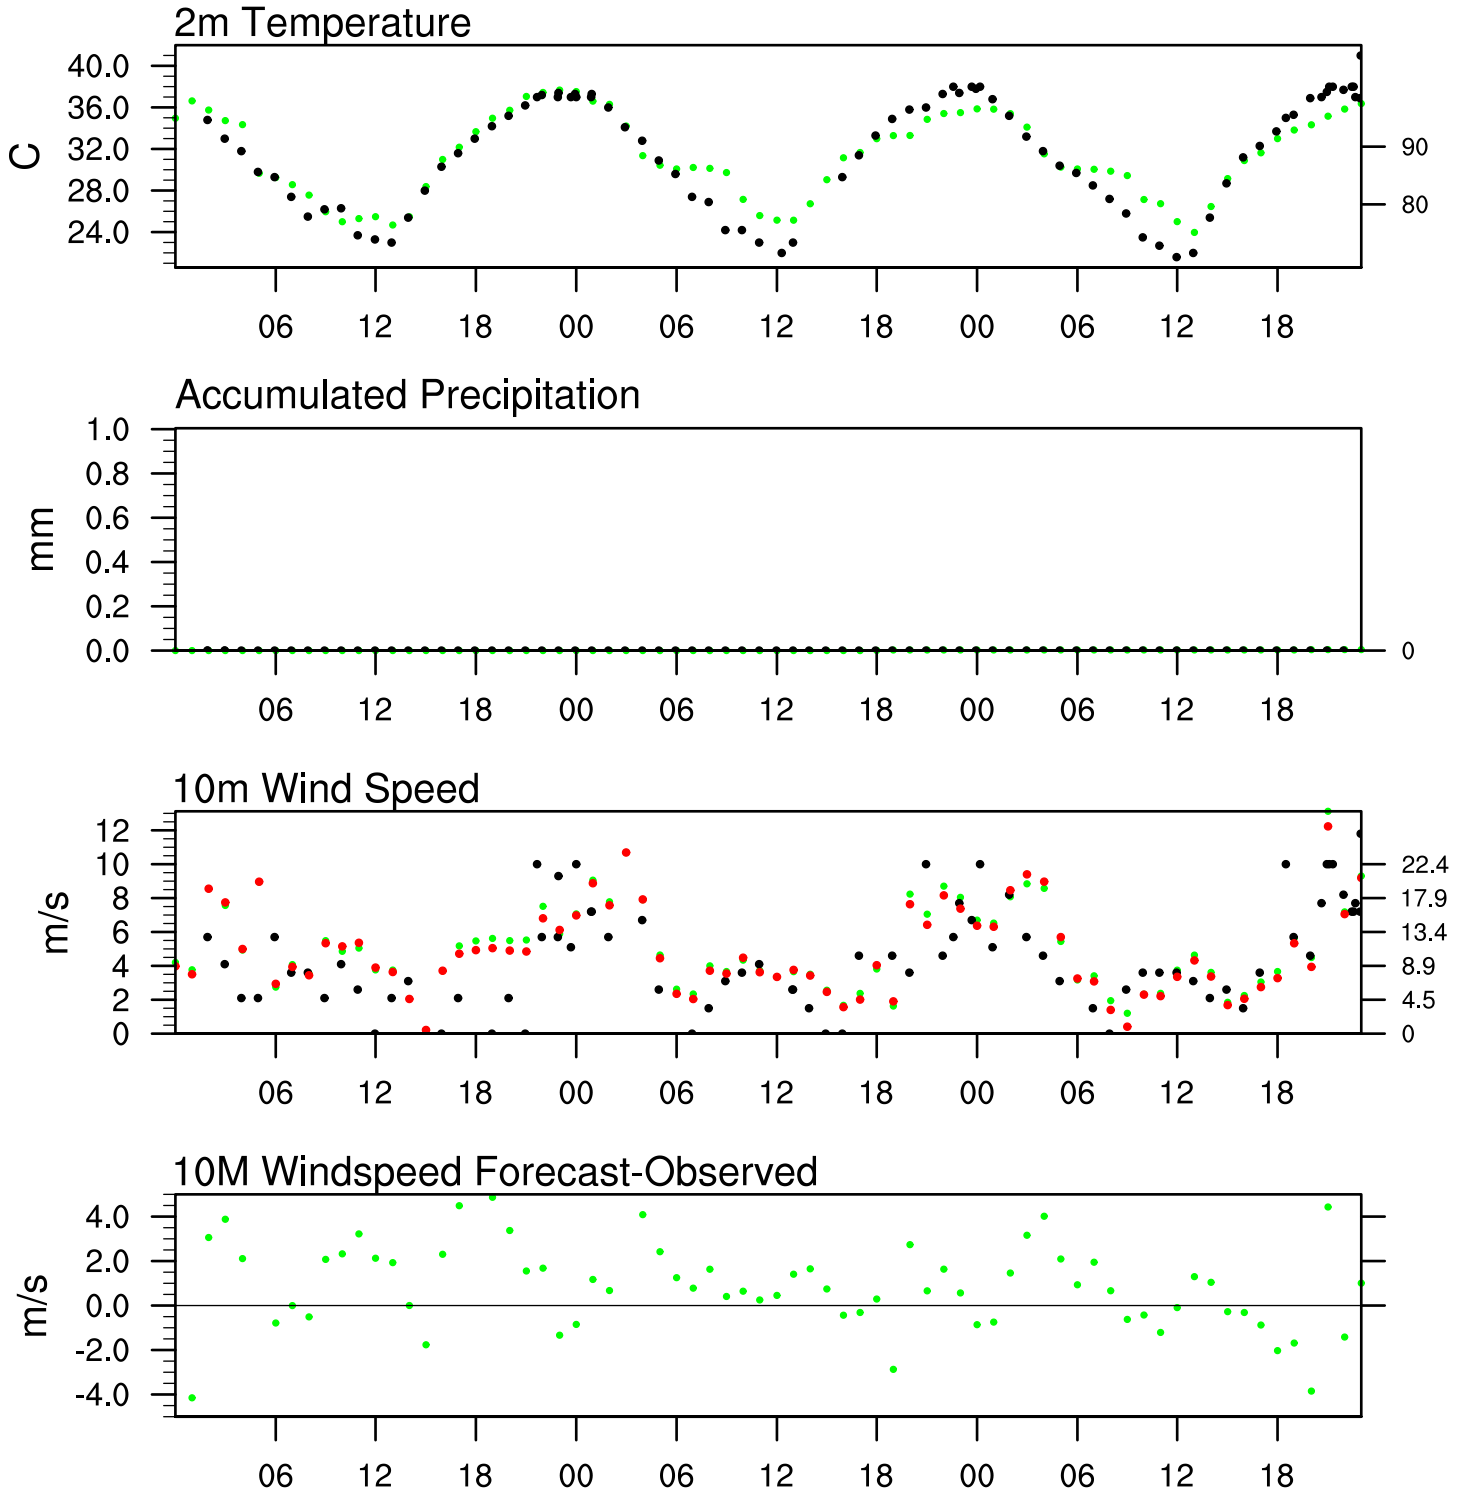 2m Temperature
40.0
36.0
32.0
28.0
24.0
C
90
80
06 12 18 00 06 12 18 00 06 12 18
Accumulated Precipitation
1.0
0.8
0.6
0.4
0.2
0.0
mm
0
06 12 18 00 06 12 18 00 06 12 18
10m Wind Speed
12
10
8
6
4
2
0
m/s
22.4
17.9
13.4
8.9
4.5
0
06 12 18 00 06 12 18 00 06 12 18
10M Windspeed Forecast-Observed
4.0
2.0
0.0
-2.0
-4.0
m/s
06 12 18 00 06 12 18 00 06 12 18